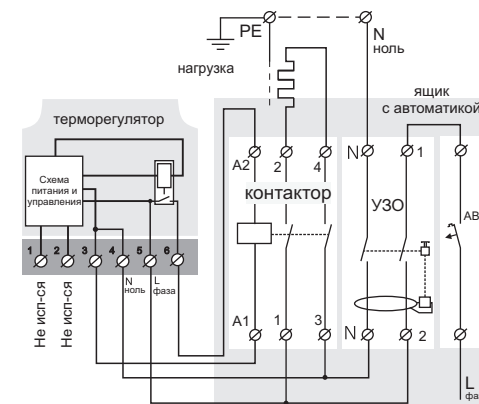 PE
N
ноль
нагрузка
ящик
с автоматикой
терморегулятор
Схема
питания и
управления
A2
2
4
N
1
контактор
УЗО
АВ
1
2
3
4
5
6
Не исп-ся
Не исп-ся
N
ноль
L
фаза
A1
1
3
N
2
L
фа